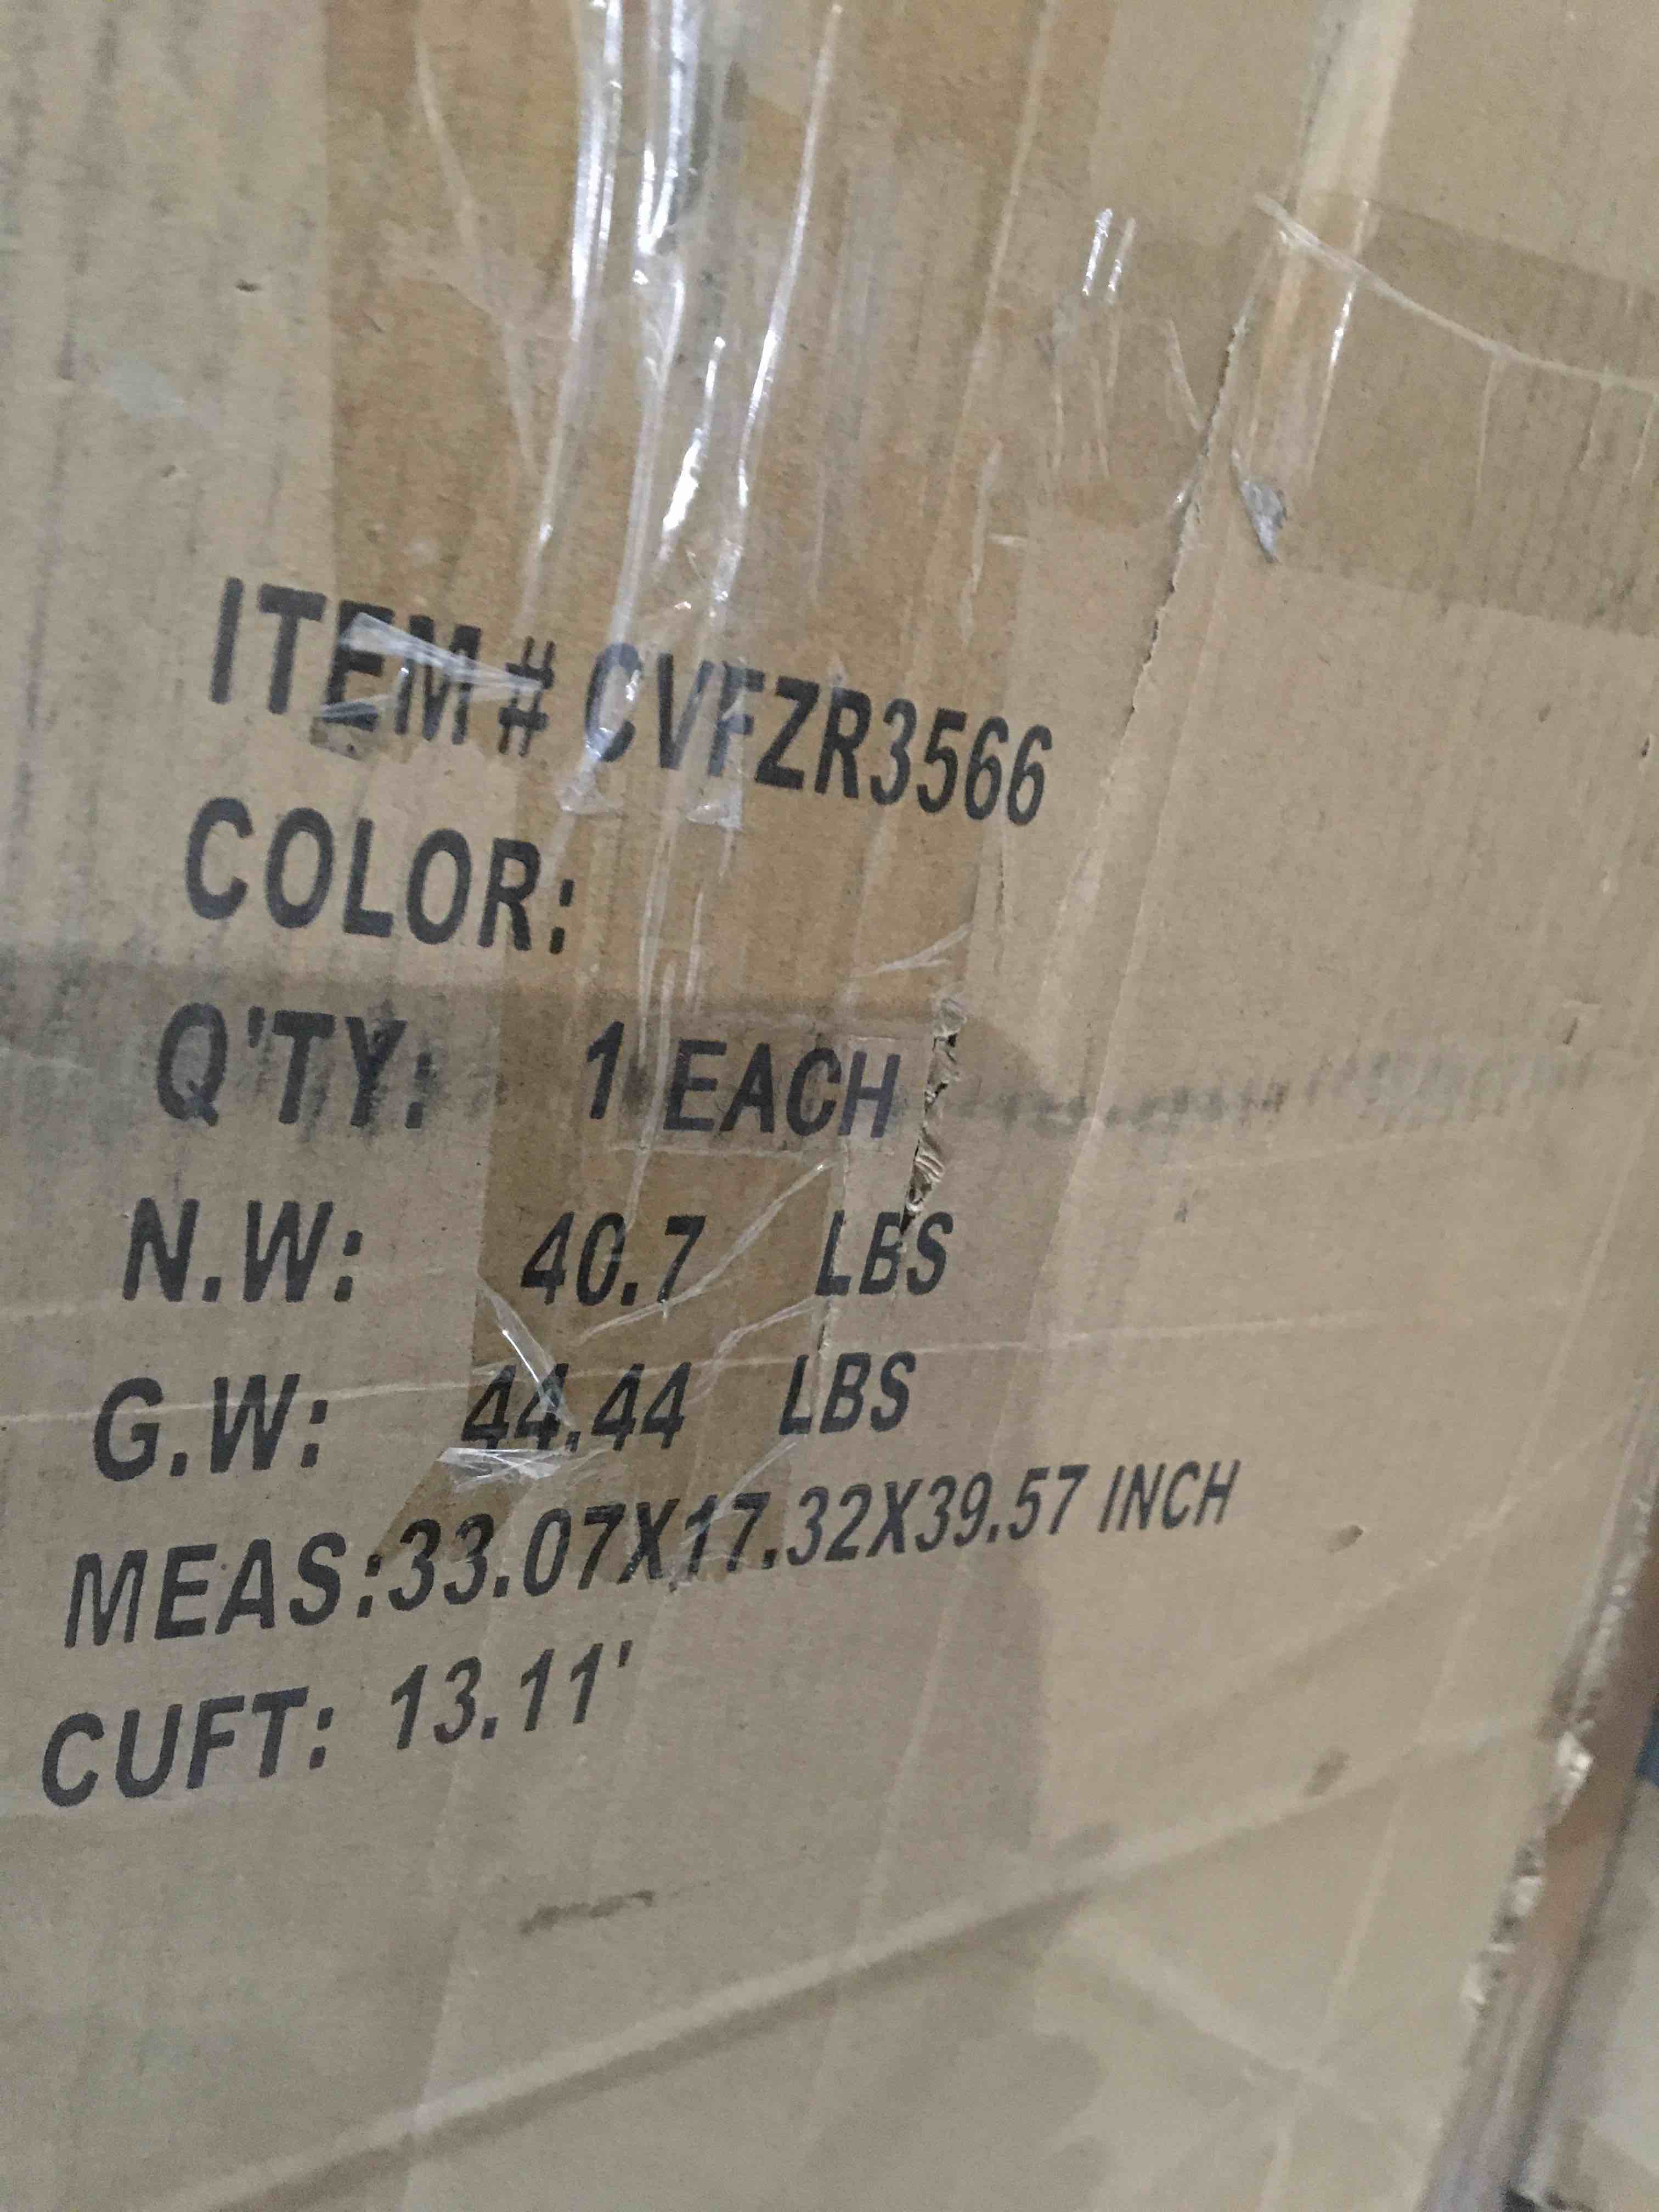 ITEM # CVFZR3566
COLOR:
Q'TY: 1 EACH
N.W: 40.7 LBS
G.W: 44.44 LBS
MEAS:33.07X17.32X39.57 INCH
CUFT: 13.11'